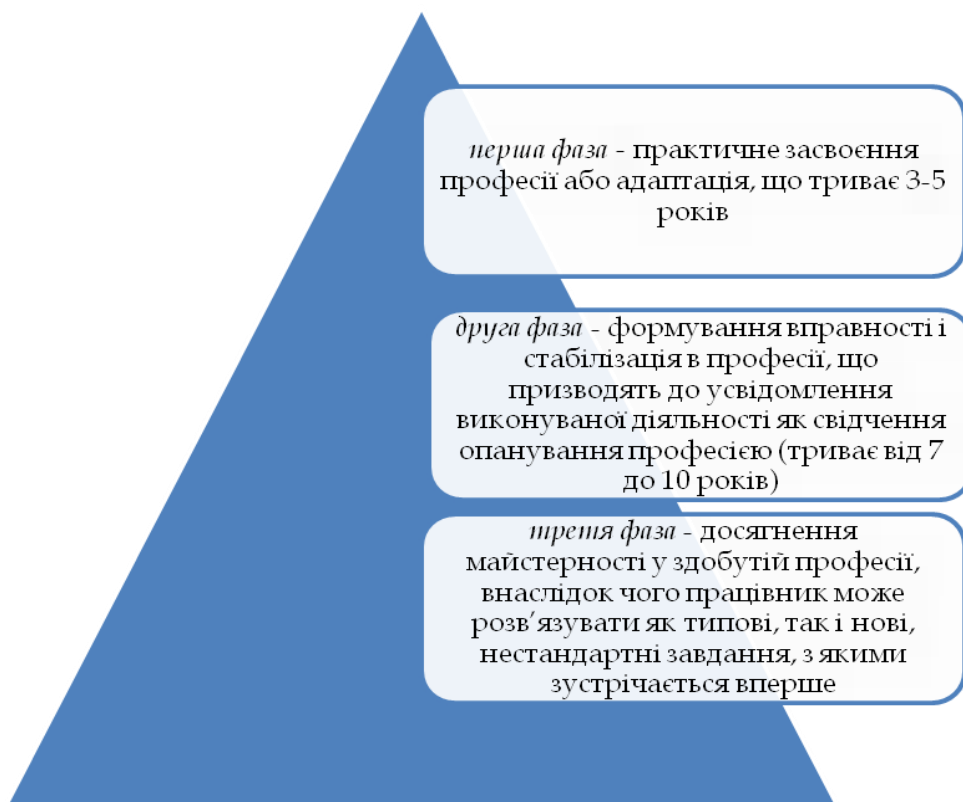 перша фаза - практичне засвоєння
професії або адаптація, що триває 3-5
років
друга фаза - формування вправності і
стабілізація в професії, що
призводять до усвідомлення
виконуваної діяльності як свідчення
опанування професією (триває від 7
до 10 років)
третя фаза - досягнення
майстерності у здобутій професії,
внаслідок чого працівник може
розв’язувати як типові, так і нові,
нестандартні завдання, з якими
зустрічається вперше